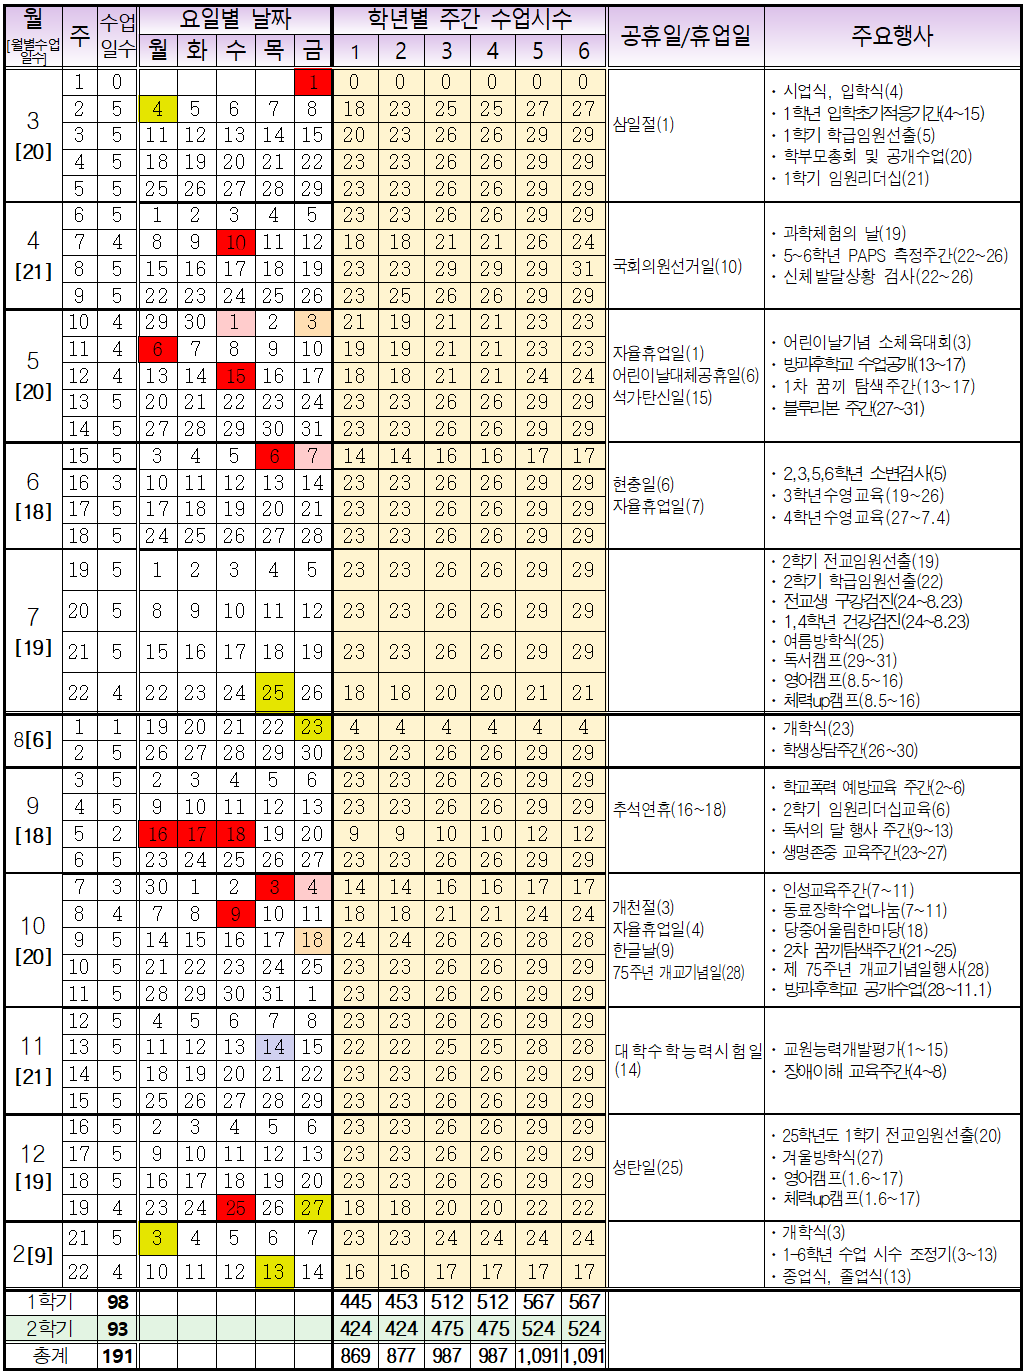 월 [월별수업일수] 주 수업일수 요일별 날짜 학년별 주간 수업시수 공휴일/휴업일 주요행사
월 화 수 목 금 1 2 3 4 5 6
3 [20]
1 0 1 0 0 0 0 0 0
2 5 4 5 6 7 8 18 23 25 25 27 27
3 5 11 12 13 14 15 20 23 26 26 29 29
4 5 18 19 20 21 22 23 23 26 26 29 29
5 5 25 26 27 28 29 23 23 26 26 29 29
삼일절(1)
· 시업식, 입학식(4)
· 1학년 입학초기적응기간(4~15)
· 1학기 학급임원선출(5)
· 학부모총회 및 공개수업(20)
· 1학기 임원리더십(21)
4 [21]
6 5 1 2 3 4 5 23 23 26 26 29 29
7 4 8 9 10 11 12 18 18 21 21 26 24
8 5 15 16 17 18 19 23 23 29 29 29 31
9 5 22 23 24 25 26 23 25 26 26 29 29
국회의원선거일(10)
· 과학체험의 날(19)
· 5~6학년 PAPS 측정주간(22~26)
· 신체발달상황 검사(22~26)
5 [20]
10 4 29 30 1 2 3 21 19 21 21 23 23
11 4 6 7 8 9 10 19 19 21 21 23 23
12 4 13 14 15 16 17 18 18 21 21 24 24
13 5 20 21 22 23 24 23 23 26 26 29 29
14 5 27 28 29 30 31 23 23 26 26 29 29
자율휴업일(1)
어린이날대체공휴일(6)
석가탄신일(15)
· 어린이날기념 소체육대회(3)
· 방과후학교 수업공개(13~17)
· 1차 꿈끼 탐색주간(13~17)
· 블루리본 주간(27~31)
6 [18]
15 5 3 4 5 6 7 14 14 16 16 17 17
16 3 10 11 12 13 14 23 23 26 26 29 29
17 5 17 18 19 20 21 23 23 26 26 29 29
18 5 24 25 26 27 28 23 23 26 26 29 29
현충일(6)
자율휴업일(7)
· 2,3,5,6학년 소변검사(5)
· 3학년수영교육(19~26)
· 4학년수영교육(27~7.4)
7 [19]
19 5 1 2 3 4 5 23 23 26 26 29 29
20 5 8 9 10 11 12 23 23 26 26 29 29
21 5 15 16 17 18 19 23 23 26 26 29 29
22 4 22 23 24 25 26 18 18 20 20 21 21
· 2학기 전교임원선출(19)
· 2학기 학급임원선출(22)
· 전교생 구강검진(24~8.23)
· 1,4학년 건강검진(24~8.23)
· 여름방학식(25)
· 독서캠프(29~31)
· 영어캠프(8.5~16)
· 체력up캠프(8.5~16)
8[6]
1 1 19 20 21 22 23 4 4 4 4 4 4
2 5 26 27 28 29 30 23 23 26 26 29 29
· 개학식(23)
· 학생상담주간(26~30)
9 [18]
3 5 2 3 4 5 6 23 23 26 26 29 29
4 5 9 10 11 12 13 23 23 26 26 29 29
5 2 16 17 18 19 20 9 9 10 10 12 12
6 5 23 24 25 26 27 23 23 26 26 29 29
추석연휴(16~18)
· 학교폭력 예방교육 주간(2~6)
· 2학기 임원리더십교육(6)
· 독서의 달 행사 주간(9~13)
· 생명존중 교육주간(23~27)
10 [20]
7 3 30 1 2 3 4 14 14 16 16 17 17
8 4 7 8 9 10 11 18 18 21 21 24 24
9 5 14 15 16 17 18 24 24 26 26 28 28
10 5 21 22 23 24 25 23 23 26 26 29 29
11 5 28 29 30 31 1 23 23 26 26 29 29
개천절(3)
자율휴업일(4)
한글날(9)
75주년 개교기념일(28)
· 인성교육주간(7~11)
· 동료장학수업나눔(7~11)
· 당중어울림한마당(18)
· 2차 꿈끼탐색주간(21~25)
· 제 75주년 개교기념일행사(28)
· 방과후학교 공개수업(28~11.1)
11 [21]
12 5 4 5 6 7 8 23 23 26 26 29 29
13 5 11 12 13 14 15 22 22 25 25 28 28
14 5 18 19 20 21 22 23 23 26 26 29 29
15 5 25 26 27 28 29 23 23 26 26 29 29
대학수학능력시험일
(14)
· 교원능력개발평가(1~15)
· 장애이해 교육주간(4~8)
12 [19]
16 5 2 3 4 5 6 23 23 26 26 29 29
17 5 9 10 11 12 13 23 23 26 26 29 29
18 5 16 17 18 19 20 23 23 26 26 29 29
19 4 23 24 25 26 27 18 18 20 20 22 22
성탄일(25)
· 25학년도 1학기 전교임원선출(20)
· 겨울방학식(27)
· 영어캠프(1.6~17)
· 체력up캠프(1.6~17)
2[9]
21 5 3 4 5 6 7 23 23 24 24 24 24
22 4 10 11 12 13 14 16 16 17 17 17 17
· 개학식(3)
· 1-6학년 수업 시수 조정기(3~13)
· 종업식, 졸업식(13)
1학기 98 445 453 512 512 567 567
2학기 93 424 424 475 475 524 524
총계 191 869 877 987 987 1,091 1,091